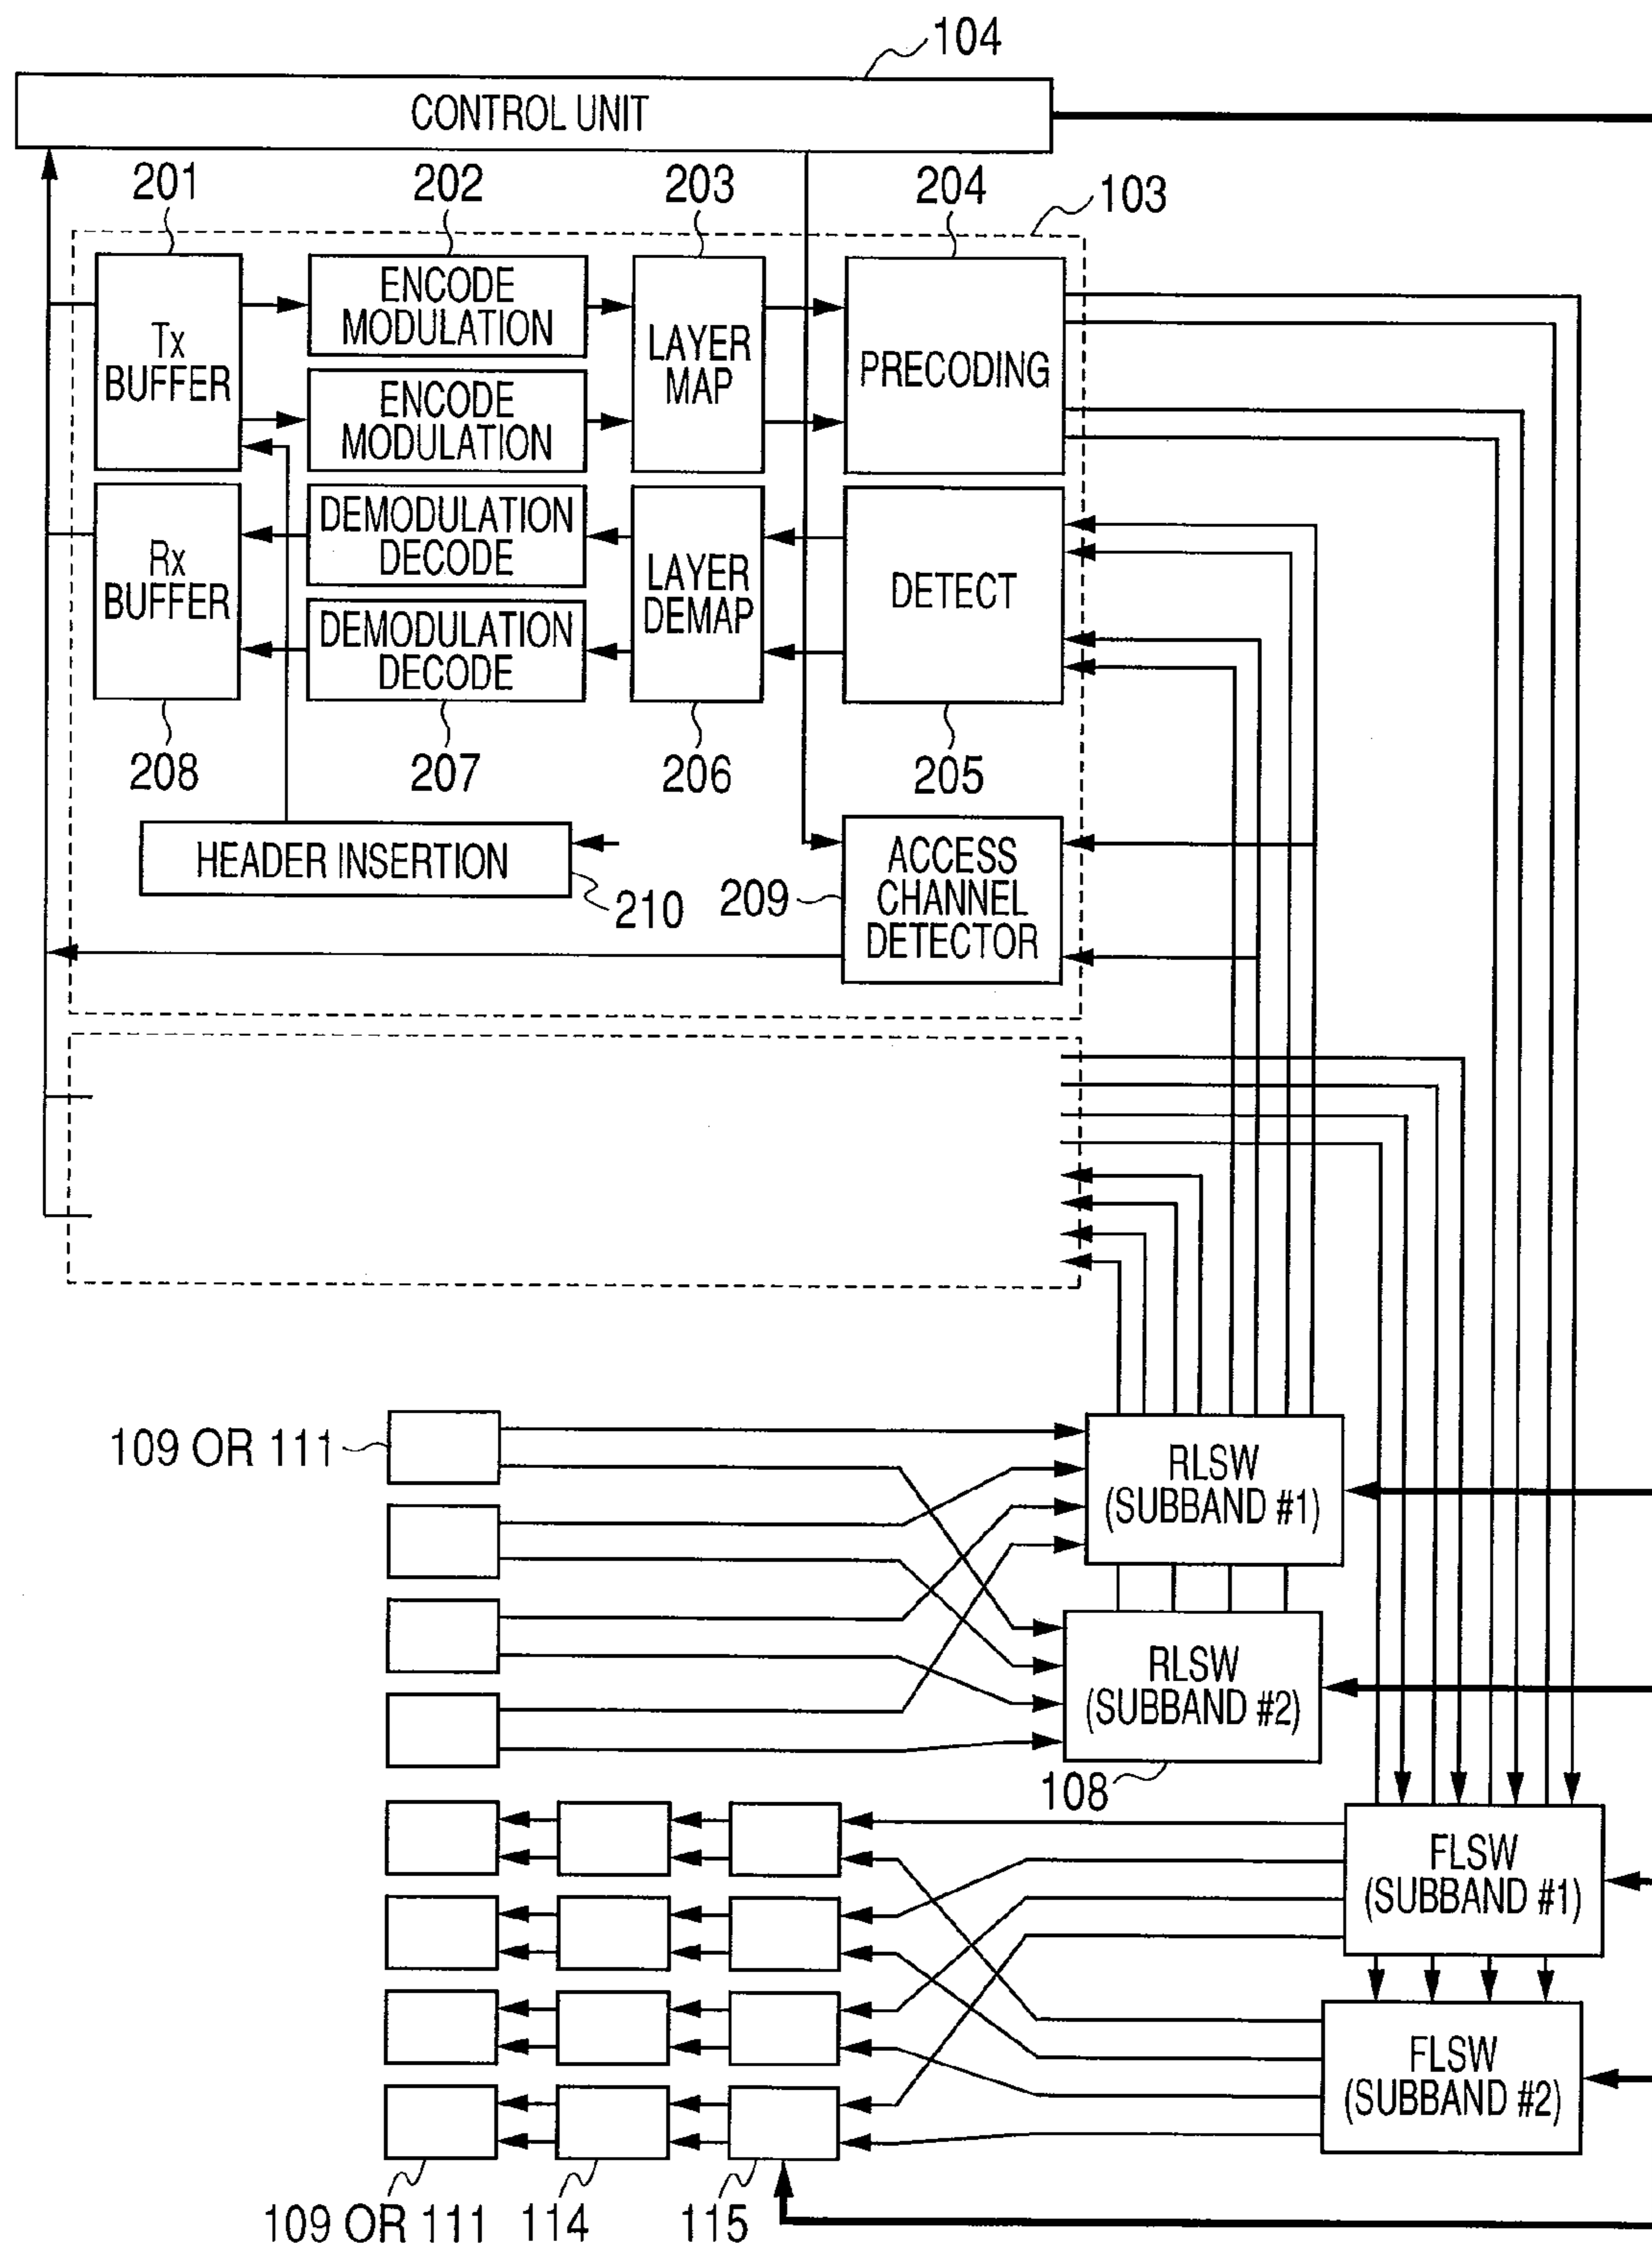 104
CONTROL UNIT
201
202
203
204
103
Tx
BUFFER
ENCODE
MODULATION
ENCODE
MODULATION
LAYER
MAP
PRECODING
Rx
BUFFER
DEMODULATION
DECODE
DEMODULATION
DECODE
LAYER
DEMAP
DETECT
208
207
206
205
HEADER INSERTION
210
209
ACCESS
CHANNEL
DETECTOR
109 OR 111
RLSW
(SUBBAND #1)
RLSW
(SUBBAND #2)
108
FLSW
(SUBBAND #1)
FLSW
(SUBBAND #2)
109 OR 111
114
115